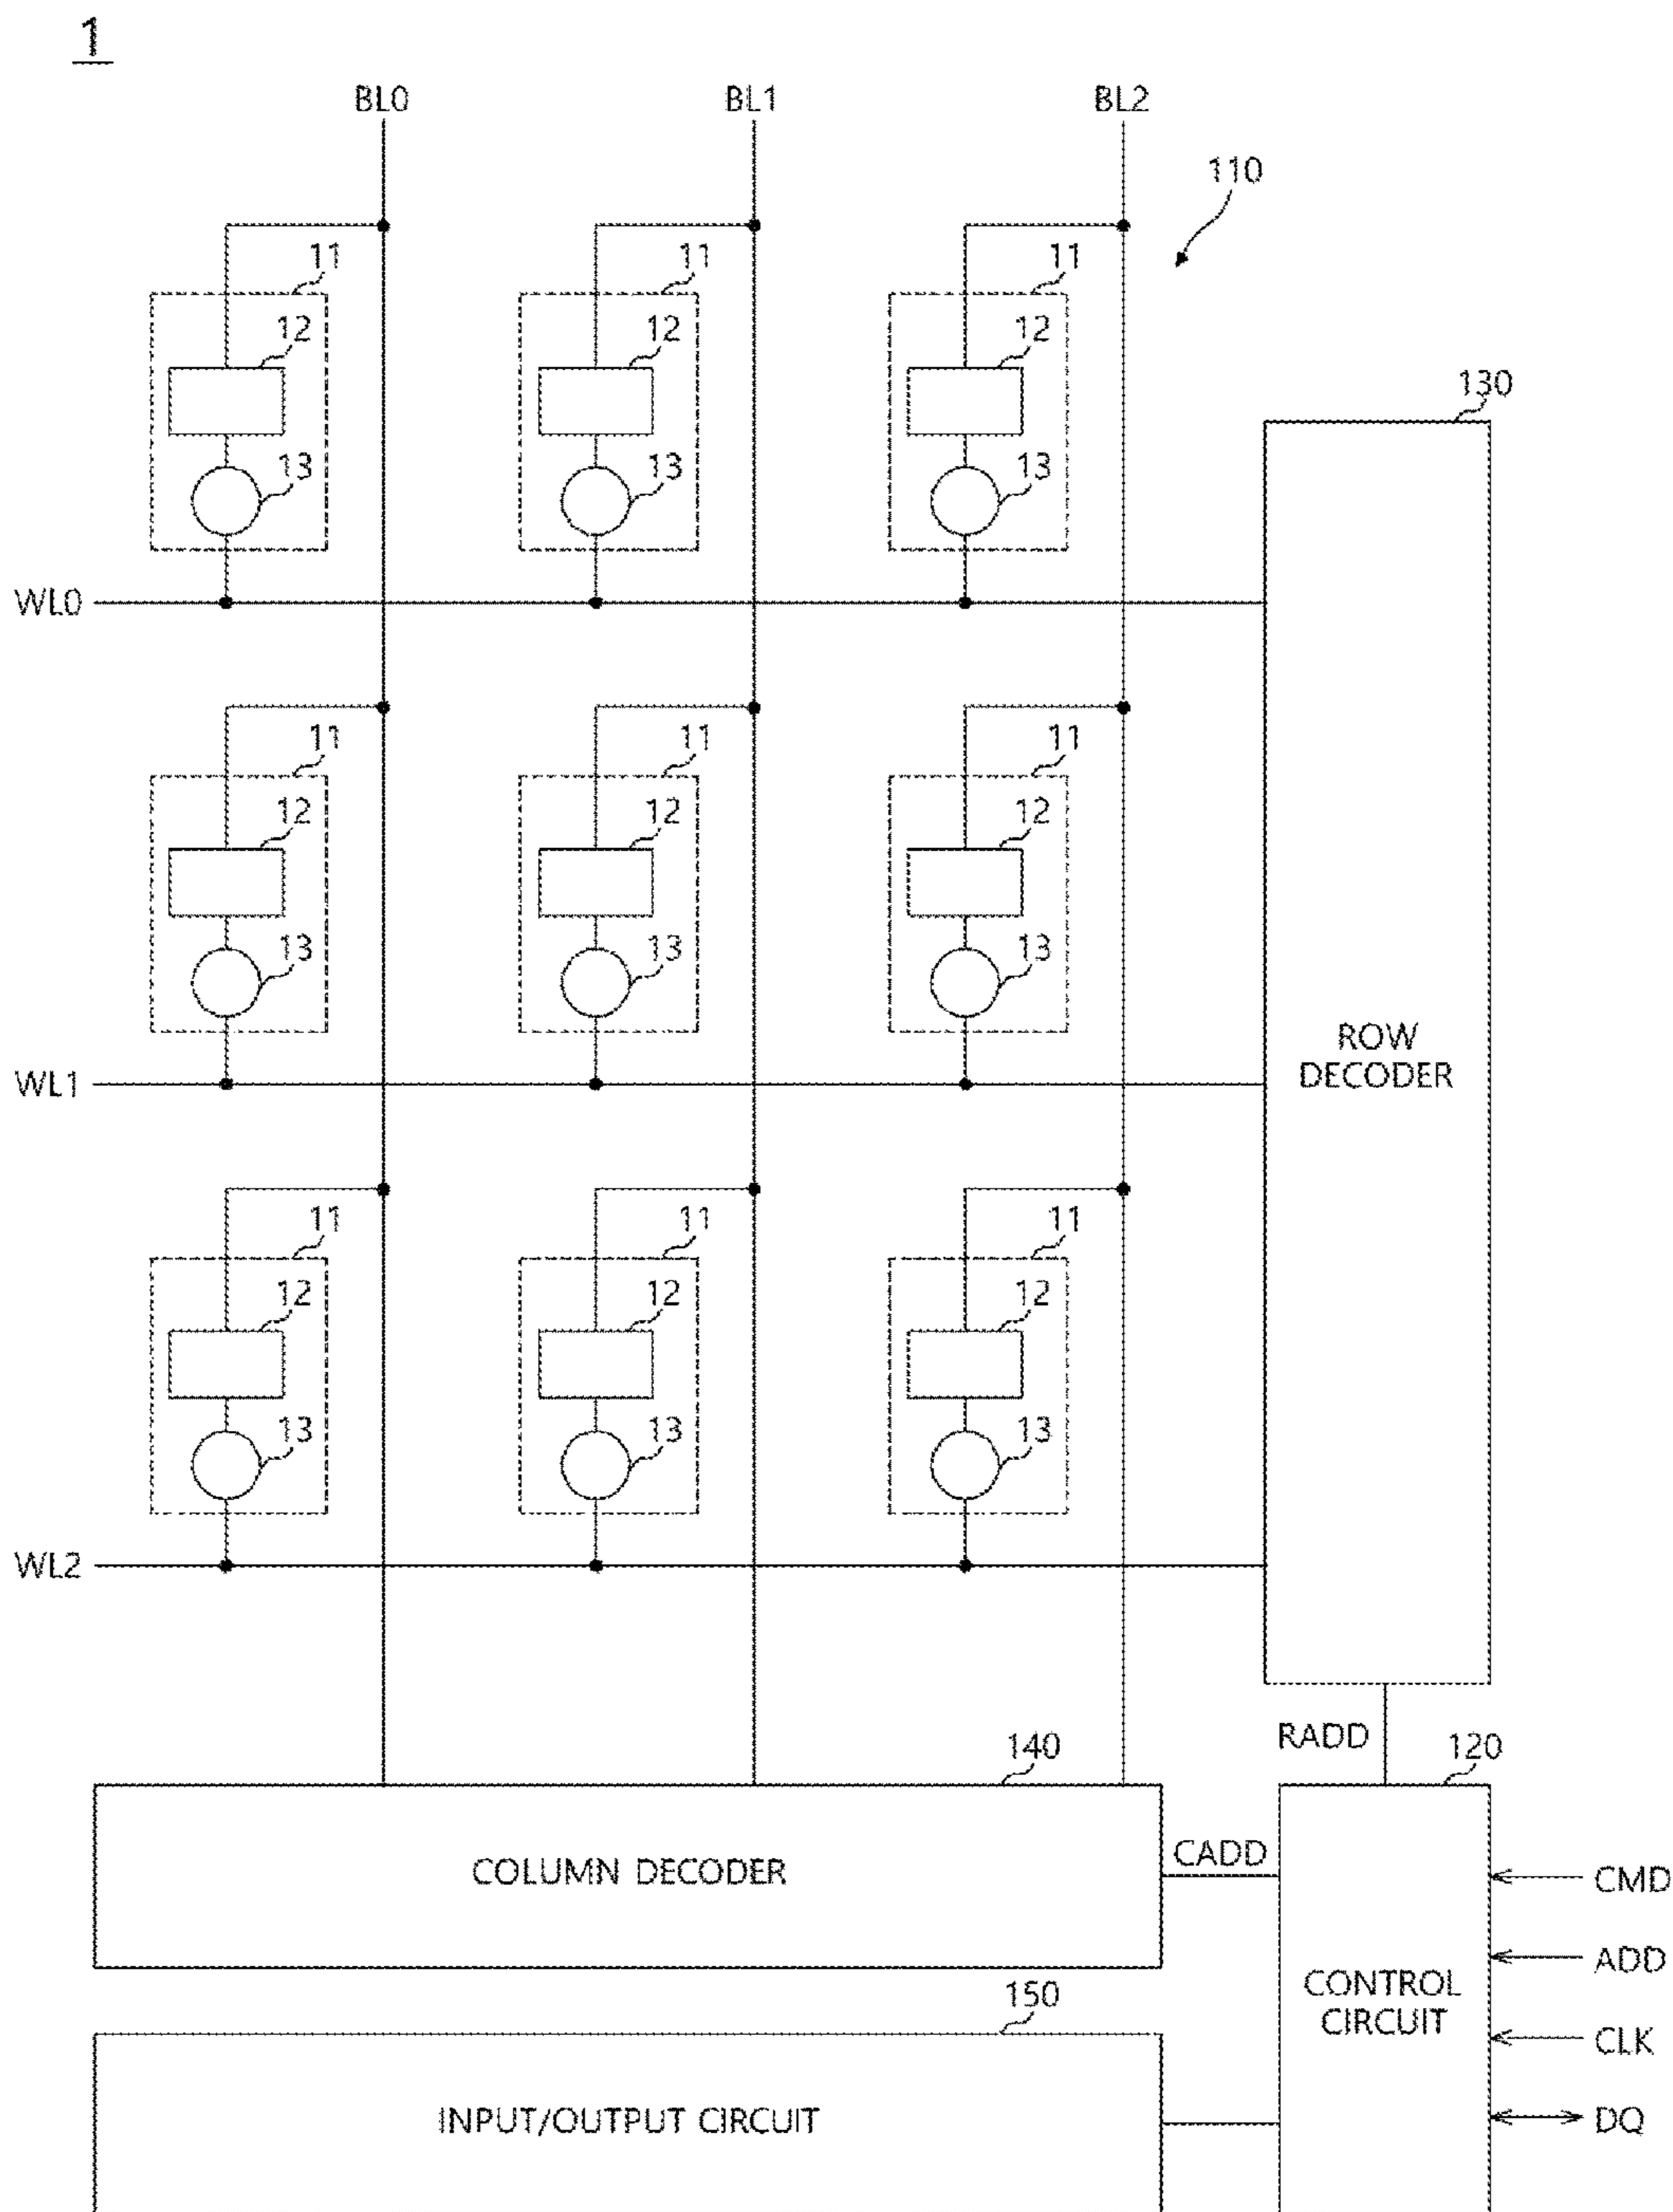 1
BL0 BL1 BL2
110
11 11 11
12 12 12
130
13 13 13
WL0
11 11 11
12 12 12
13 13 13
ROW
DECODER
WL1
11 11 11
12 12 12
13 13 13
WL2
RADD
140 120
COLUMN DECODER
CADD
CMD
ADD
CONTROL
CIRCUIT
150
CLK
INPUT/OUTPUT CIRCUIT
DQ